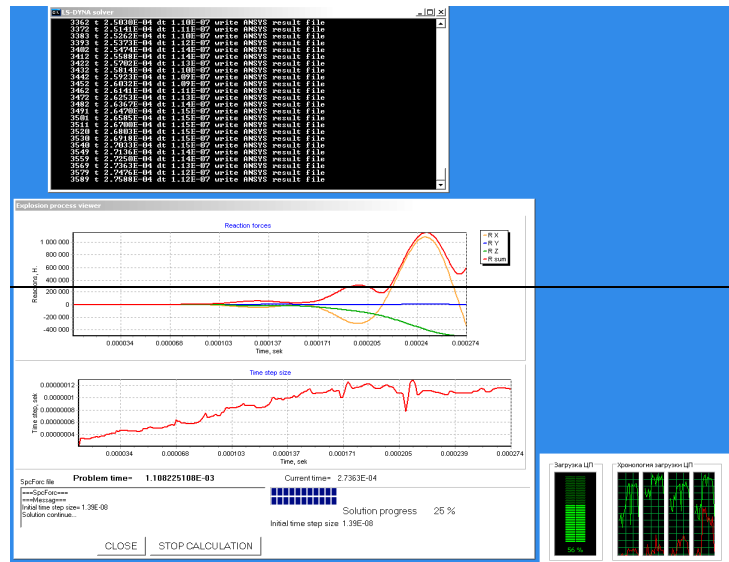 LS-DYNA solver
3362 t 2.5030E-04 dt 1.10E-07 write ANSYS result file
3372 t 2.5141E-04 dt 1.11E-07 write ANSYS result file
3383 t 2.5262E-04 dt 1.10E-07 write ANSYS result file
3393 t 2.5373E-04 dt 1.12E-07 write ANSYS result file
3402 t 2.5474E-04 dt 1.14E-07 write ANSYS result file
3412 t 2.5588E-04 dt 1.14E-07 write ANSYS result file
3422 t 2.5702E-04 dt 1.13E-07 write ANSYS result file
3432 t 2.5814E-04 dt 1.10E-07 write ANSYS result file
3442 t 2.5923E-04 dt 1.09E-07 write ANSYS result file
3452 t 2.6032E-04 dt 1.09E-07 write ANSYS result file
3462 t 2.6141E-04 dt 1.11E-07 write ANSYS result file
3472 t 2.6253E-04 dt 1.13E-07 write ANSYS result file
3482 t 2.6367E-04 dt 1.14E-07 write ANSYS result file
3491 t 2.6470E-04 dt 1.15E-07 write ANSYS result file
3501 t 2.6585E-04 dt 1.15E-07 write ANSYS result file
3511 t 2.6700E-04 dt 1.15E-07 write ANSYS result file
3520 t 2.6803E-04 dt 1.15E-07 write ANSYS result file
3530 t 2.6918E-04 dt 1.15E-07 write ANSYS result file
3540 t 2.7033E-04 dt 1.15E-07 write ANSYS result file
3549 t 2.7136E-04 dt 1.14E-07 write ANSYS result file
3559 t 2.7250E-04 dt 1.14E-07 write ANSYS result file
3569 t 2.7363E-04 dt 1.13E-07 write ANSYS result file
3579 t 2.7476E-04 dt 1.12E-07 write ANSYS result file
3589 t 2.7588E-04 dt 1.12E-07 write ANSYS result file
Explosion process viewer
Reaction forces
R X
R Y
R Z
R sum
Reactions, H..
1 000 000
800 000
600 000
400 000
200 000
0
-200 000
-400 000
0.000034 0.000068 0.000103 0.000137 0.000171 0.000205 0.00024 0.000274
Time, sek
Time step size
Time step, sek
0.00000012
0.0000001
0.00000008
0.00000006
0.00000004
0.000034 0.000068 0.000103 0.000137 0.000171 0.000205 0.000239 0.000274
Time, sek
SpcForc file
Problem time= 1.108225108E-03
Current time= 2.7363E-04
===SpcForc===
===Messag===
Initial time step size= 1.39E-08
Solution continue...
Solution progress 25 %
Initial time step size 1.39E-08
CLOSE
STOP CALCULATION
Загрузка ЦП
56 %
Хронология загрузки ЦП